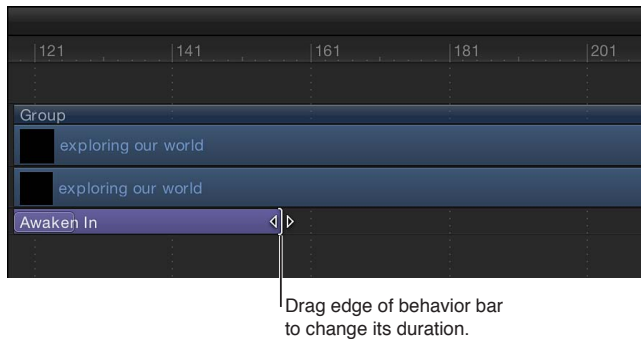 121 141 161 181 201
Group
exploring our world
exploring our world
Awaken In
Drag edge of behavior bar
to change its duration.